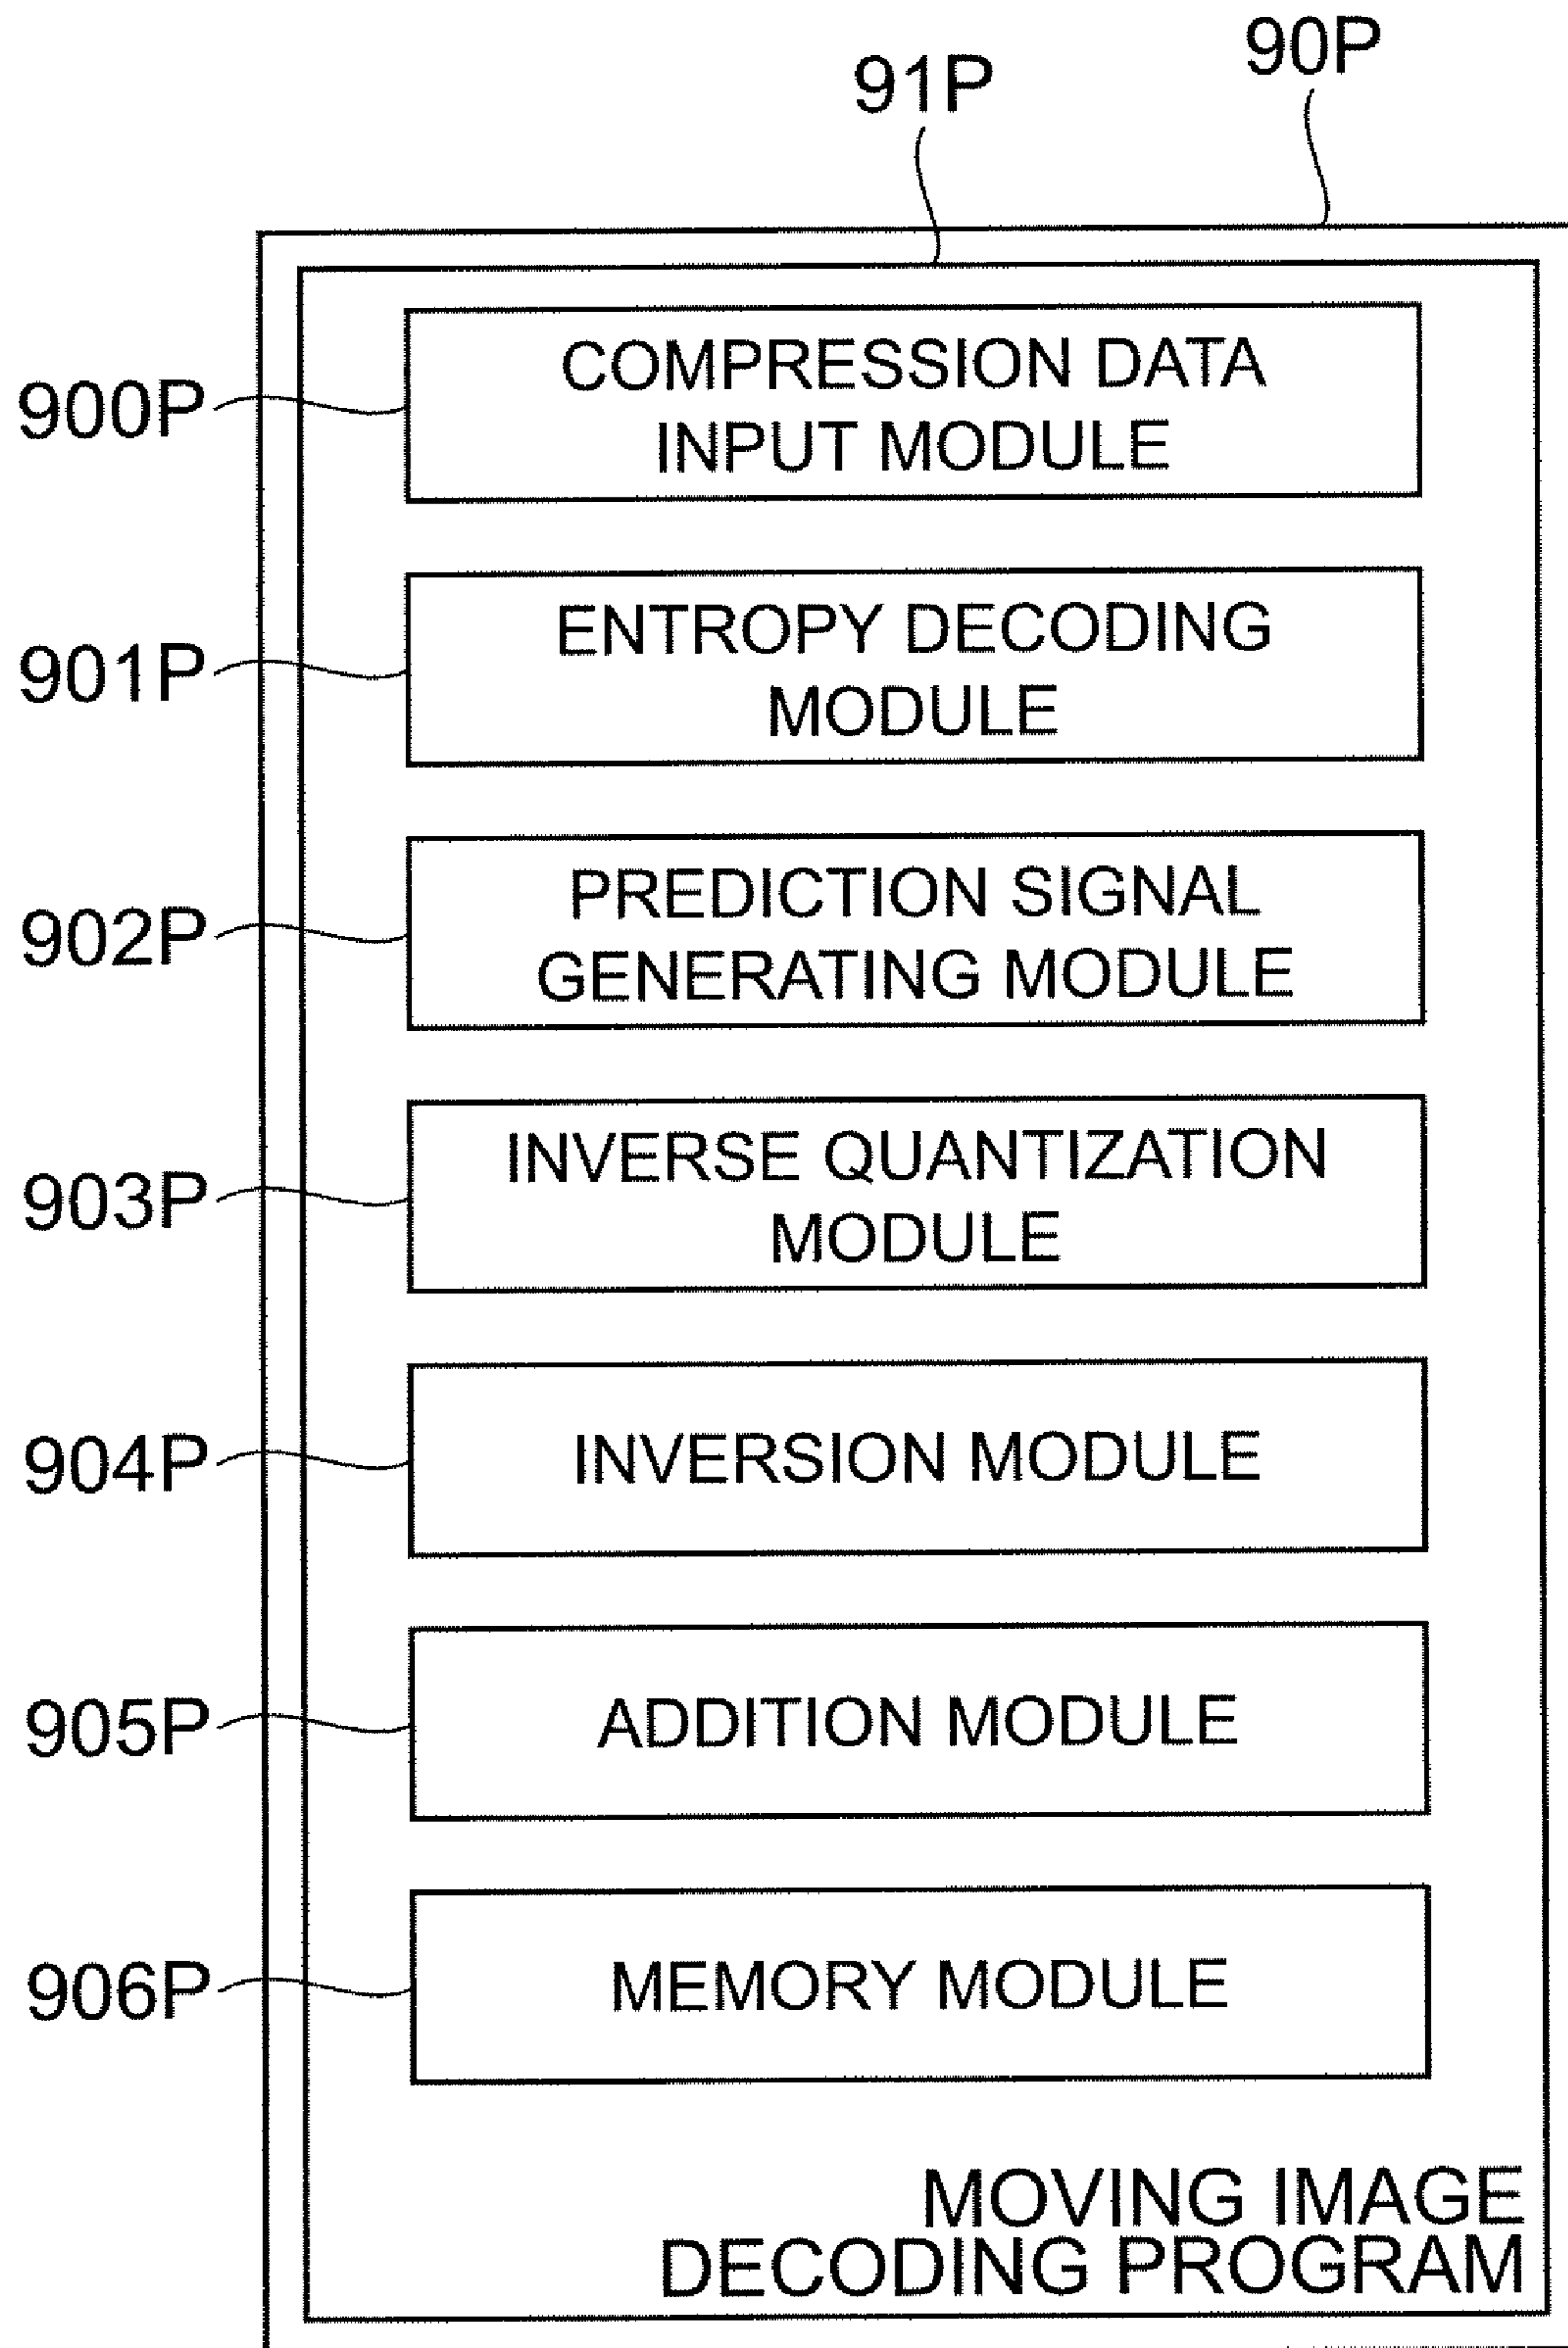 90P
91P
COMPRESSION DATA
INPUT MODULE
900P
ENTROPY DECODING
MODULE
901P
PREDICTION SIGNAL
GENERATING MODULE
902P
INVERSE QUANTIZATION
MODULE
903P
INVERSION MODULE
904P
ADDITION MODULE
905P
MEMORY MODULE
906P
MOVING IMAGE
DECODING PROGRAM